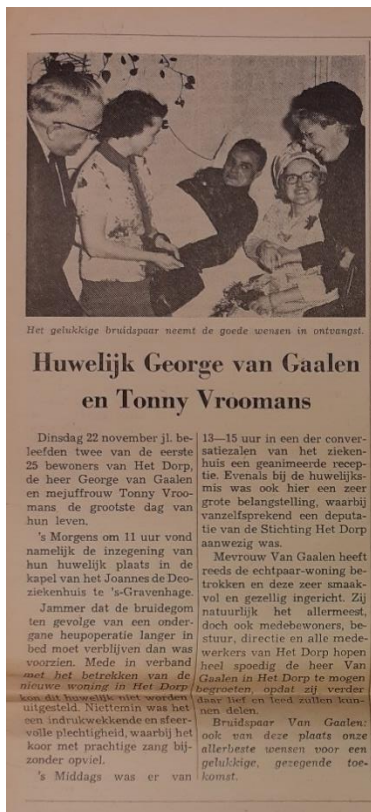 Het gelukkige bruidspaar neemt de goede wensen in ontvangst.
Huwelijk George van Gaalen
en Tonny Vroomans
Dinsdag 22 november jl. be-
leefden twee van de eerste
25 bewoners van Het Dorp,
de heer George van Gaalen
en mejuffrouw Tonny Vroo-
mans, de grootste dag van
hun leven.
's Morgens om 11 uur vond
namelijk de inzegening van
hun huwelijk plaats in de
kapel van het Joannes de Deo-
ziekenhuis te 's-Gravenhage.
Jammer dat de bruidegom
ten gevolge van een onder-
gane heupoperatie langer in
bed moet verblijven dan was
voorzien. Mede in verband
met het betrekken van de
nieuwe woning in Het Dorp
kon dit huwelijk niet worden
uitgesteld. Niettemin was het
een indrukwekkende en sfeer-
volle plechtigheid, waarbij het
koor met prachtige zang bij-
zonder opviel.
's Middags was er van
13—15 uur in een der conver-
satiezalen van het zieken-
huis een geanimeerde recep-
tie. Evenals bij de huwelijks-
mis was ook hier een zeer
grote belangstelling, waarbij
vanzelfsprekend een deputa-
tie van de Stichting Het Dorp
aanwezig was.
Mevrouw Van Gaalen heeft
reeds de echtpaar-woning be-
trokken en deze zeer smaak-
vol en gezellig ingericht. Zij
natuurlijk het allermeest,
doch ook medebewoners, be-
stuur, directie en alle mede-
werkers van Het Dorp hopen
heel spoedig de heer Van
Gaalen in Het Dorp te mogen
begroeten, opdat zij verder
daar lief en leed zullen kun-
nen delen.
Bruidspaar Van Gaalen:
ook van deze plaats onze
allerbeste wensen voor een
gelukkige, gezegende toe-
komst.